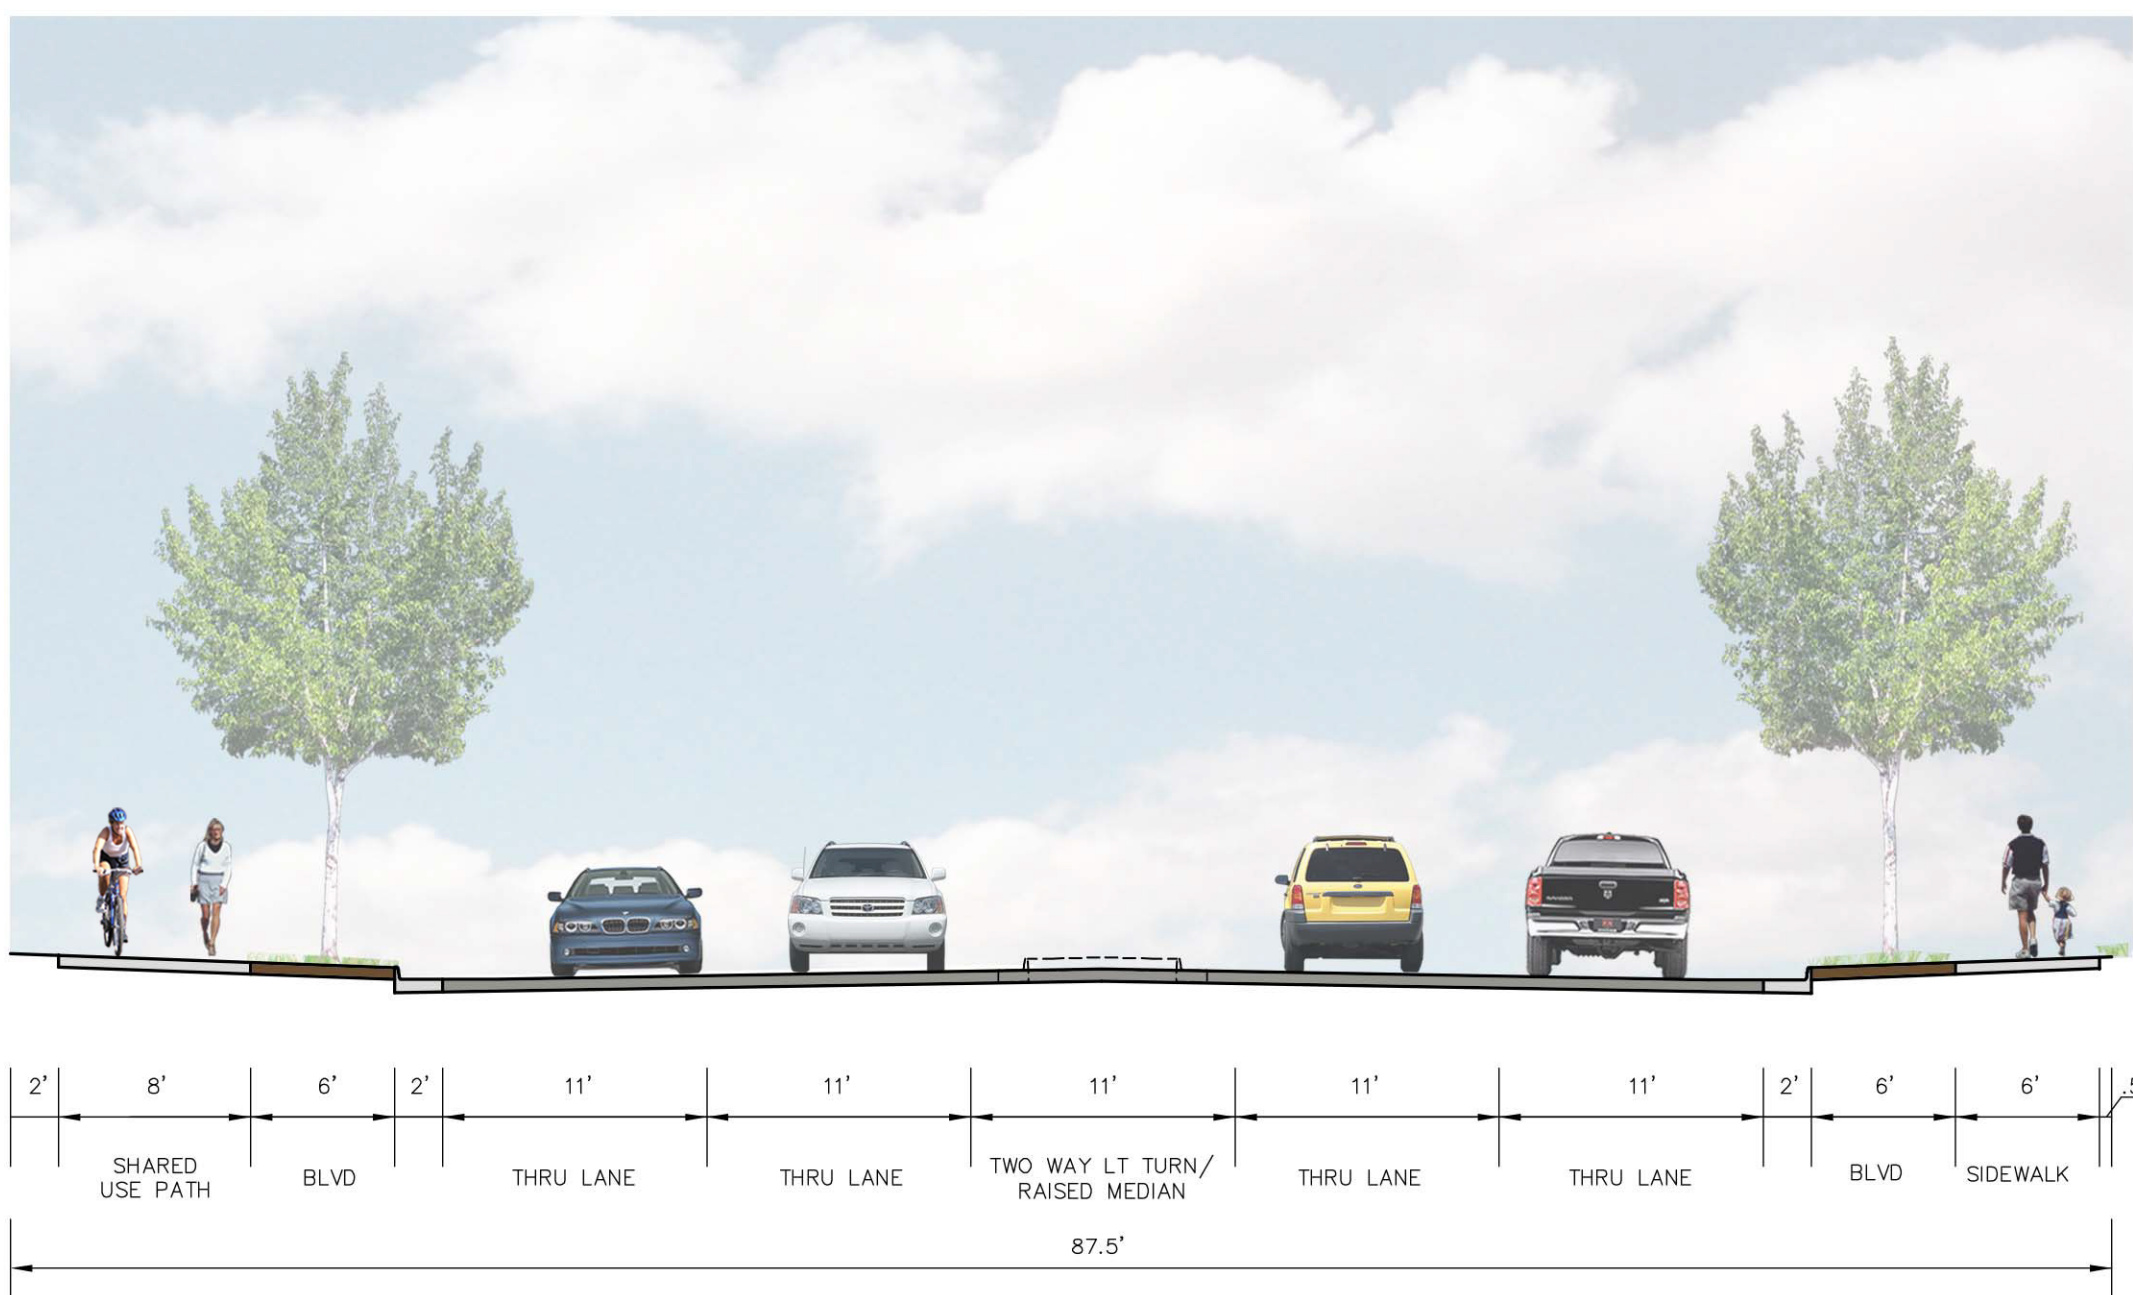 2' 8' 6' 2' 11' 11' 11' 11' 11' 2' 6' 6' .5
SHARED
USE PATH
BLVD
THRU LANE
THRU LANE
TWO WAY LT TURN/
RAISED MEDIAN
THRU LANE
THRU LANE
BLVD
SIDEWALK
87.5'